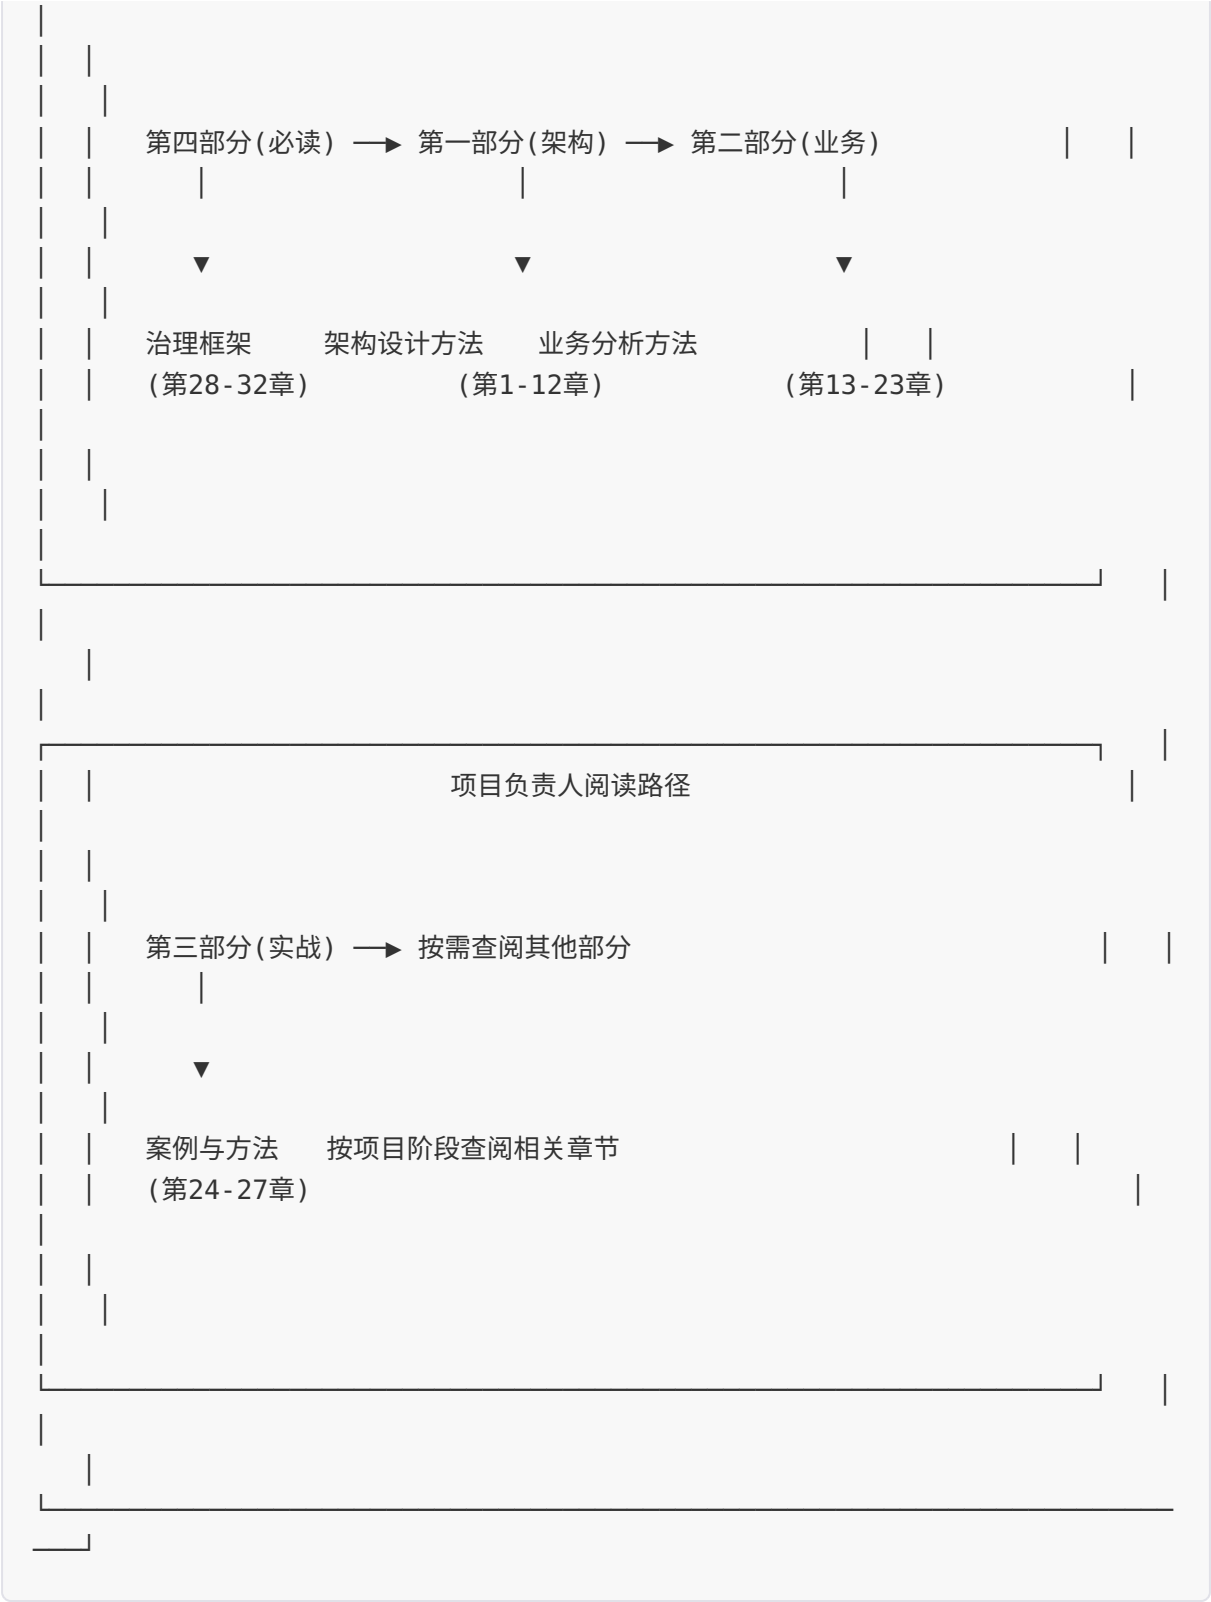 第四部分(必读) ──▶ 第一部分(架构) ──▶ 第二部分(业务)
▼ ▼ ▼
治理框架 架构设计方法 业务分析方法
(第28-32章) (第1-12章) (第13-23章)
项目负责人阅读路径
第三部分(实战) ──▶ 按需查阅其他部分
▼
案例与方法 按项目阶段查阅相关章节
(第24-27章)